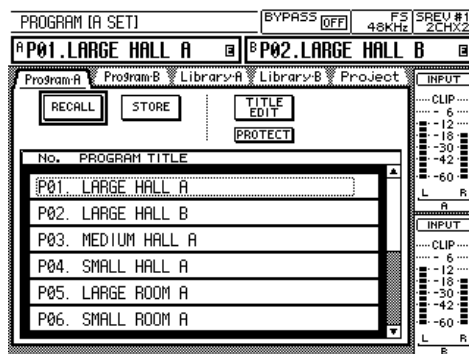 PROGRAM [A SET]
BYPASS OFF
FS 48KHz
SREV #1 2CHX2
A P01.LARGE HALL A E
B P02.LARGE HALL B E
Program-A Program-B Library-A Library-B Project
RECALL STORE TITLE EDIT
PROTECT
No. PROGRAM TITLE
P01. LARGE HALL A
P02. LARGE HALL B
P03. MEDIUM HALL A
P04. SMALL HALL A
P05. LARGE ROOM A
P06. SMALL ROOM A
INPUT
CLIP
- 6
-12
-18
-30
-42
-60
L R
A
INPUT
CLIP
- 6
-12
-18
-30
-42
-60
L R
B